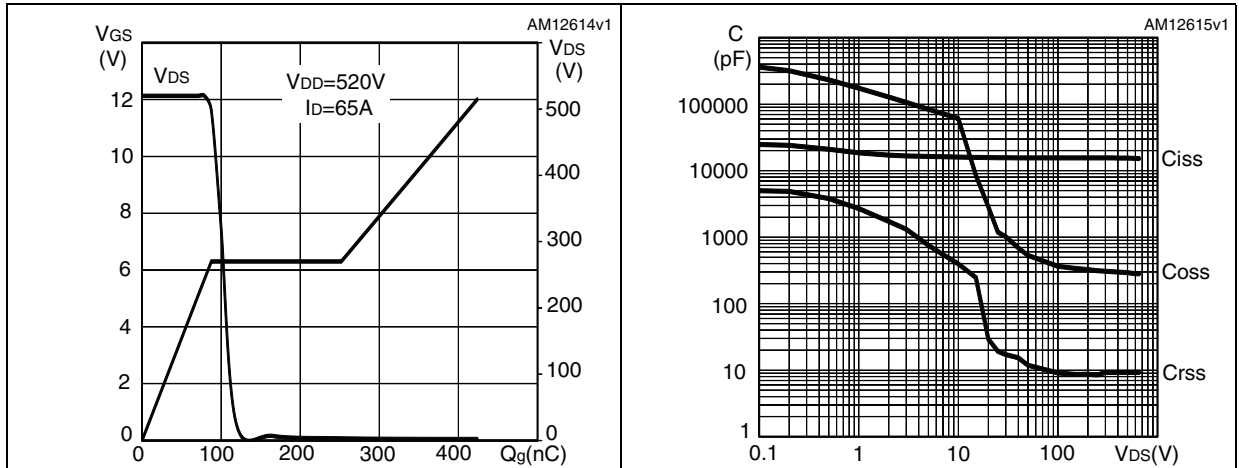 AM12614v1
VGS
(V)
VDS
(V)
VDS
VDD=520V
ID=65A
12
10
8
6
4
2
0
500
400
300
200
100
0
0 100 200 300 400 Qg(nC)
AM12615v1
C
(pF)
100000
10000
1000
100
10
1
Ciss
Coss
Crss
0.1 1 10 100 VDS(V)